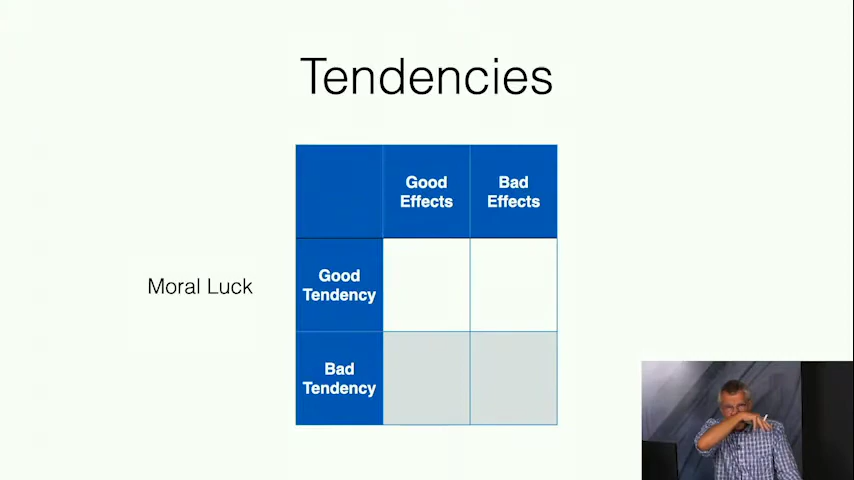 Tendencies
Good
Effects
Bad
Effects
Moral Luck
Good
Tendency
Bad
Tendency